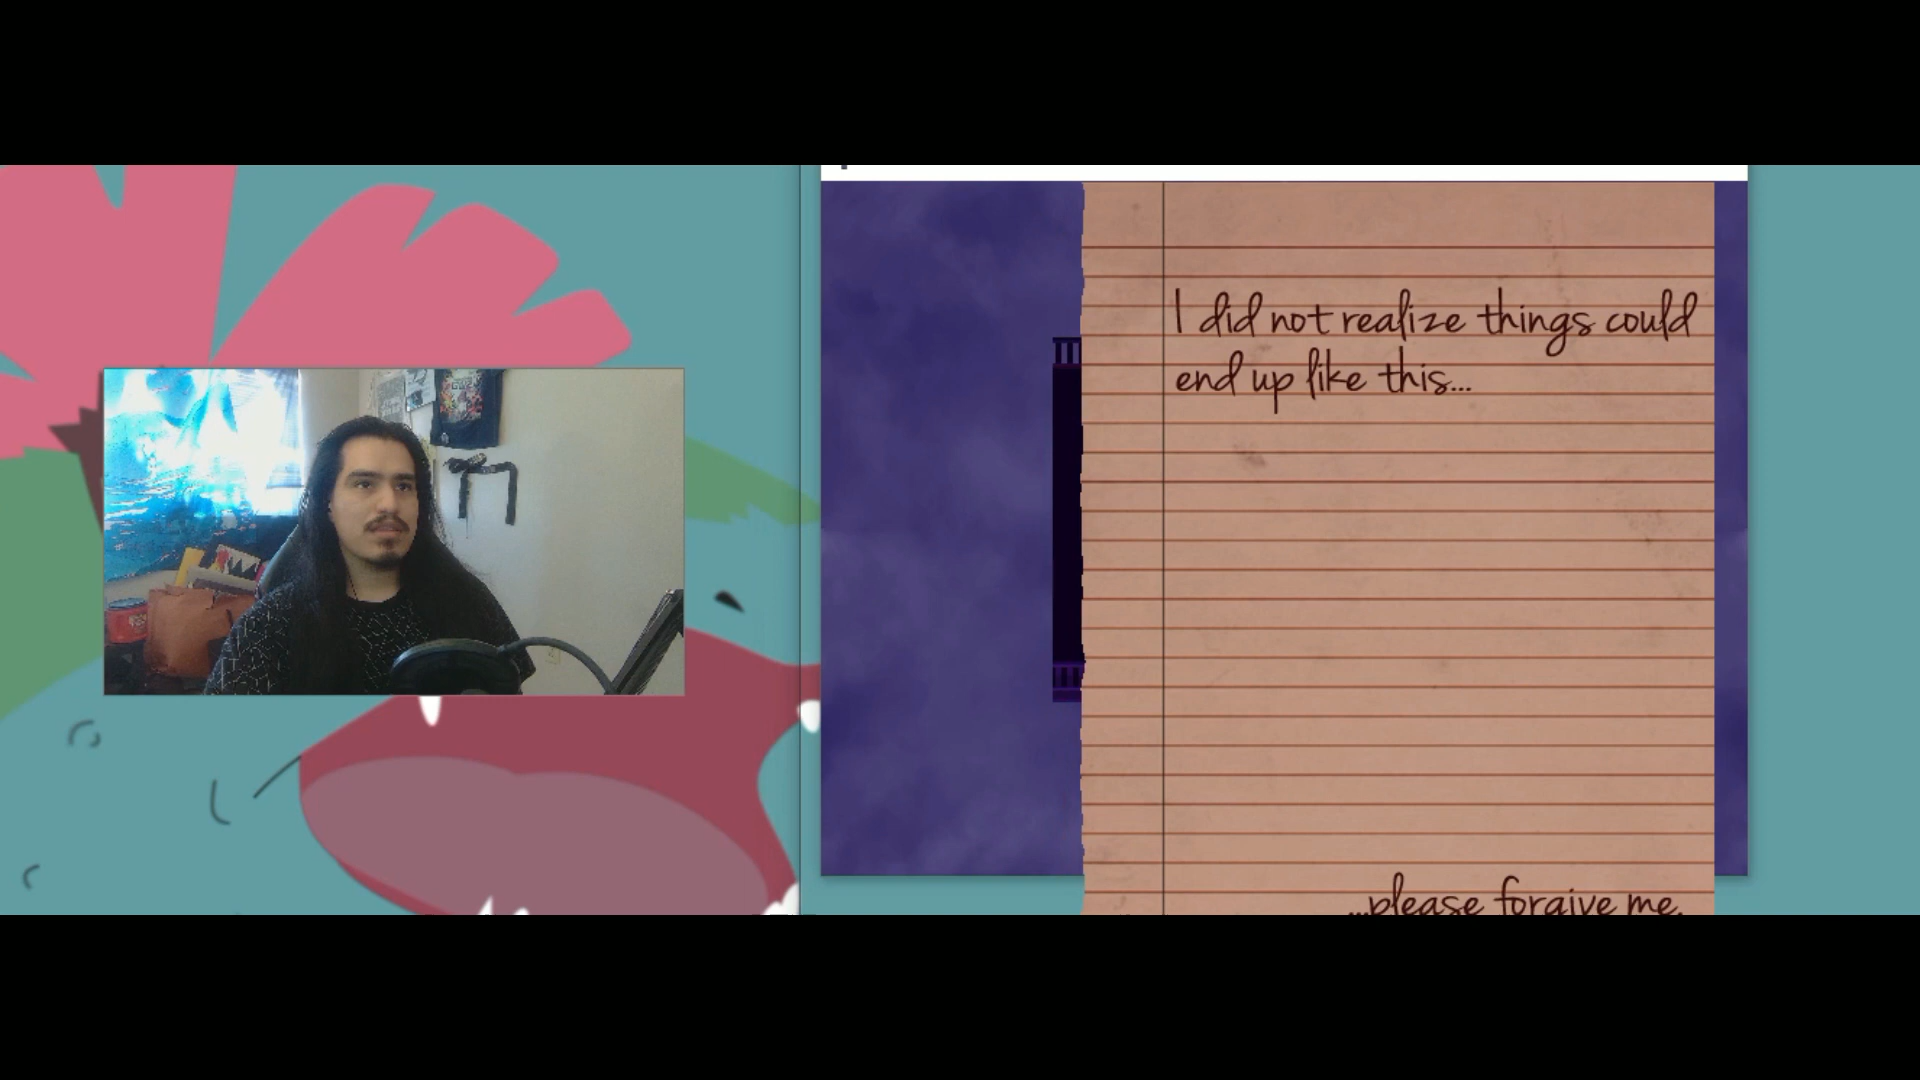 I did not realize things could
end up like this...
...please forgive me.